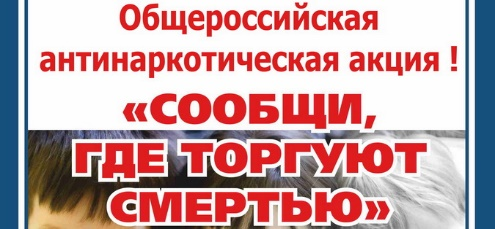 Общероссийская
антинаркотическая акция !
«СООБЩИ,
ГДЕ ТОРГУЮТ
СМЕРТЬЮ»